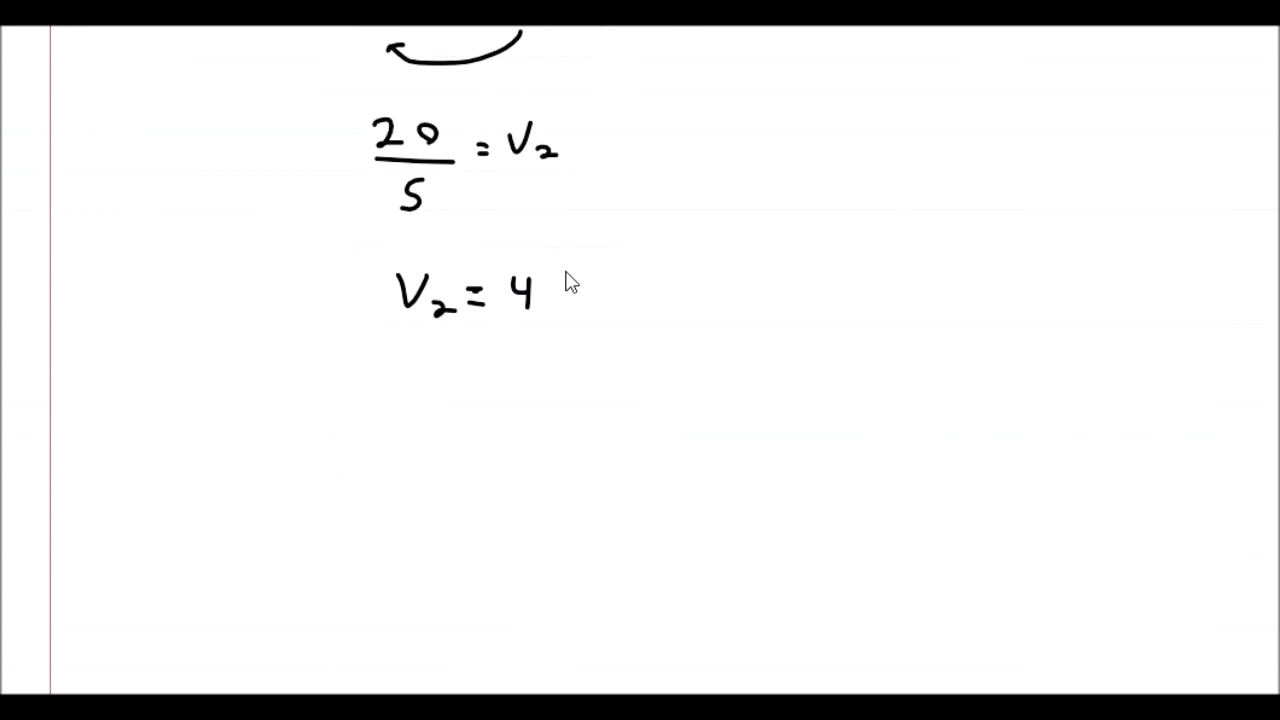 20/5 = V₂
V₂ = 4